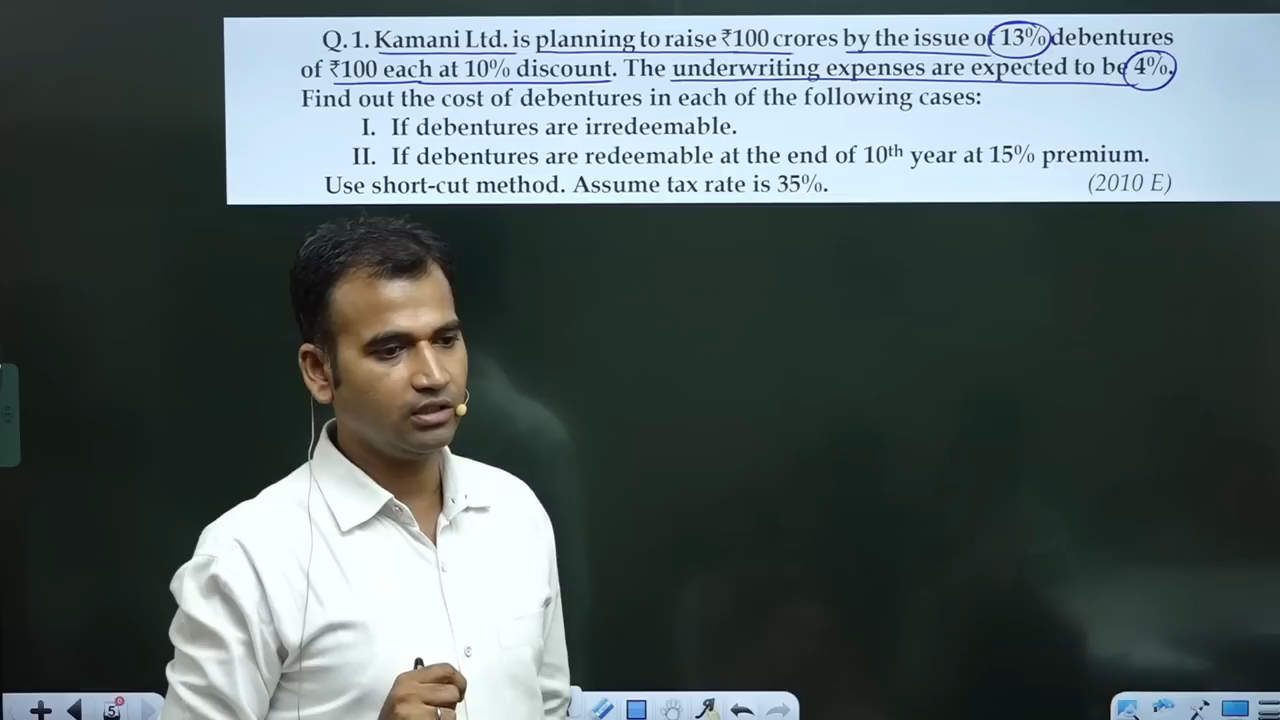 Q. 1. Kamani Ltd. is planning to raise ₹100 crores by the issue of 13% debentures
of ₹100 each at 10% discount. The underwriting expenses are expected to be 4%.
Find out the cost of debentures in each of the following cases:
I. If debentures are irredeemable.
II. If debentures are redeemable at the end of 10th year at 15% premium.
Use short-cut method. Assume tax rate is 35%. (2010 E)
5